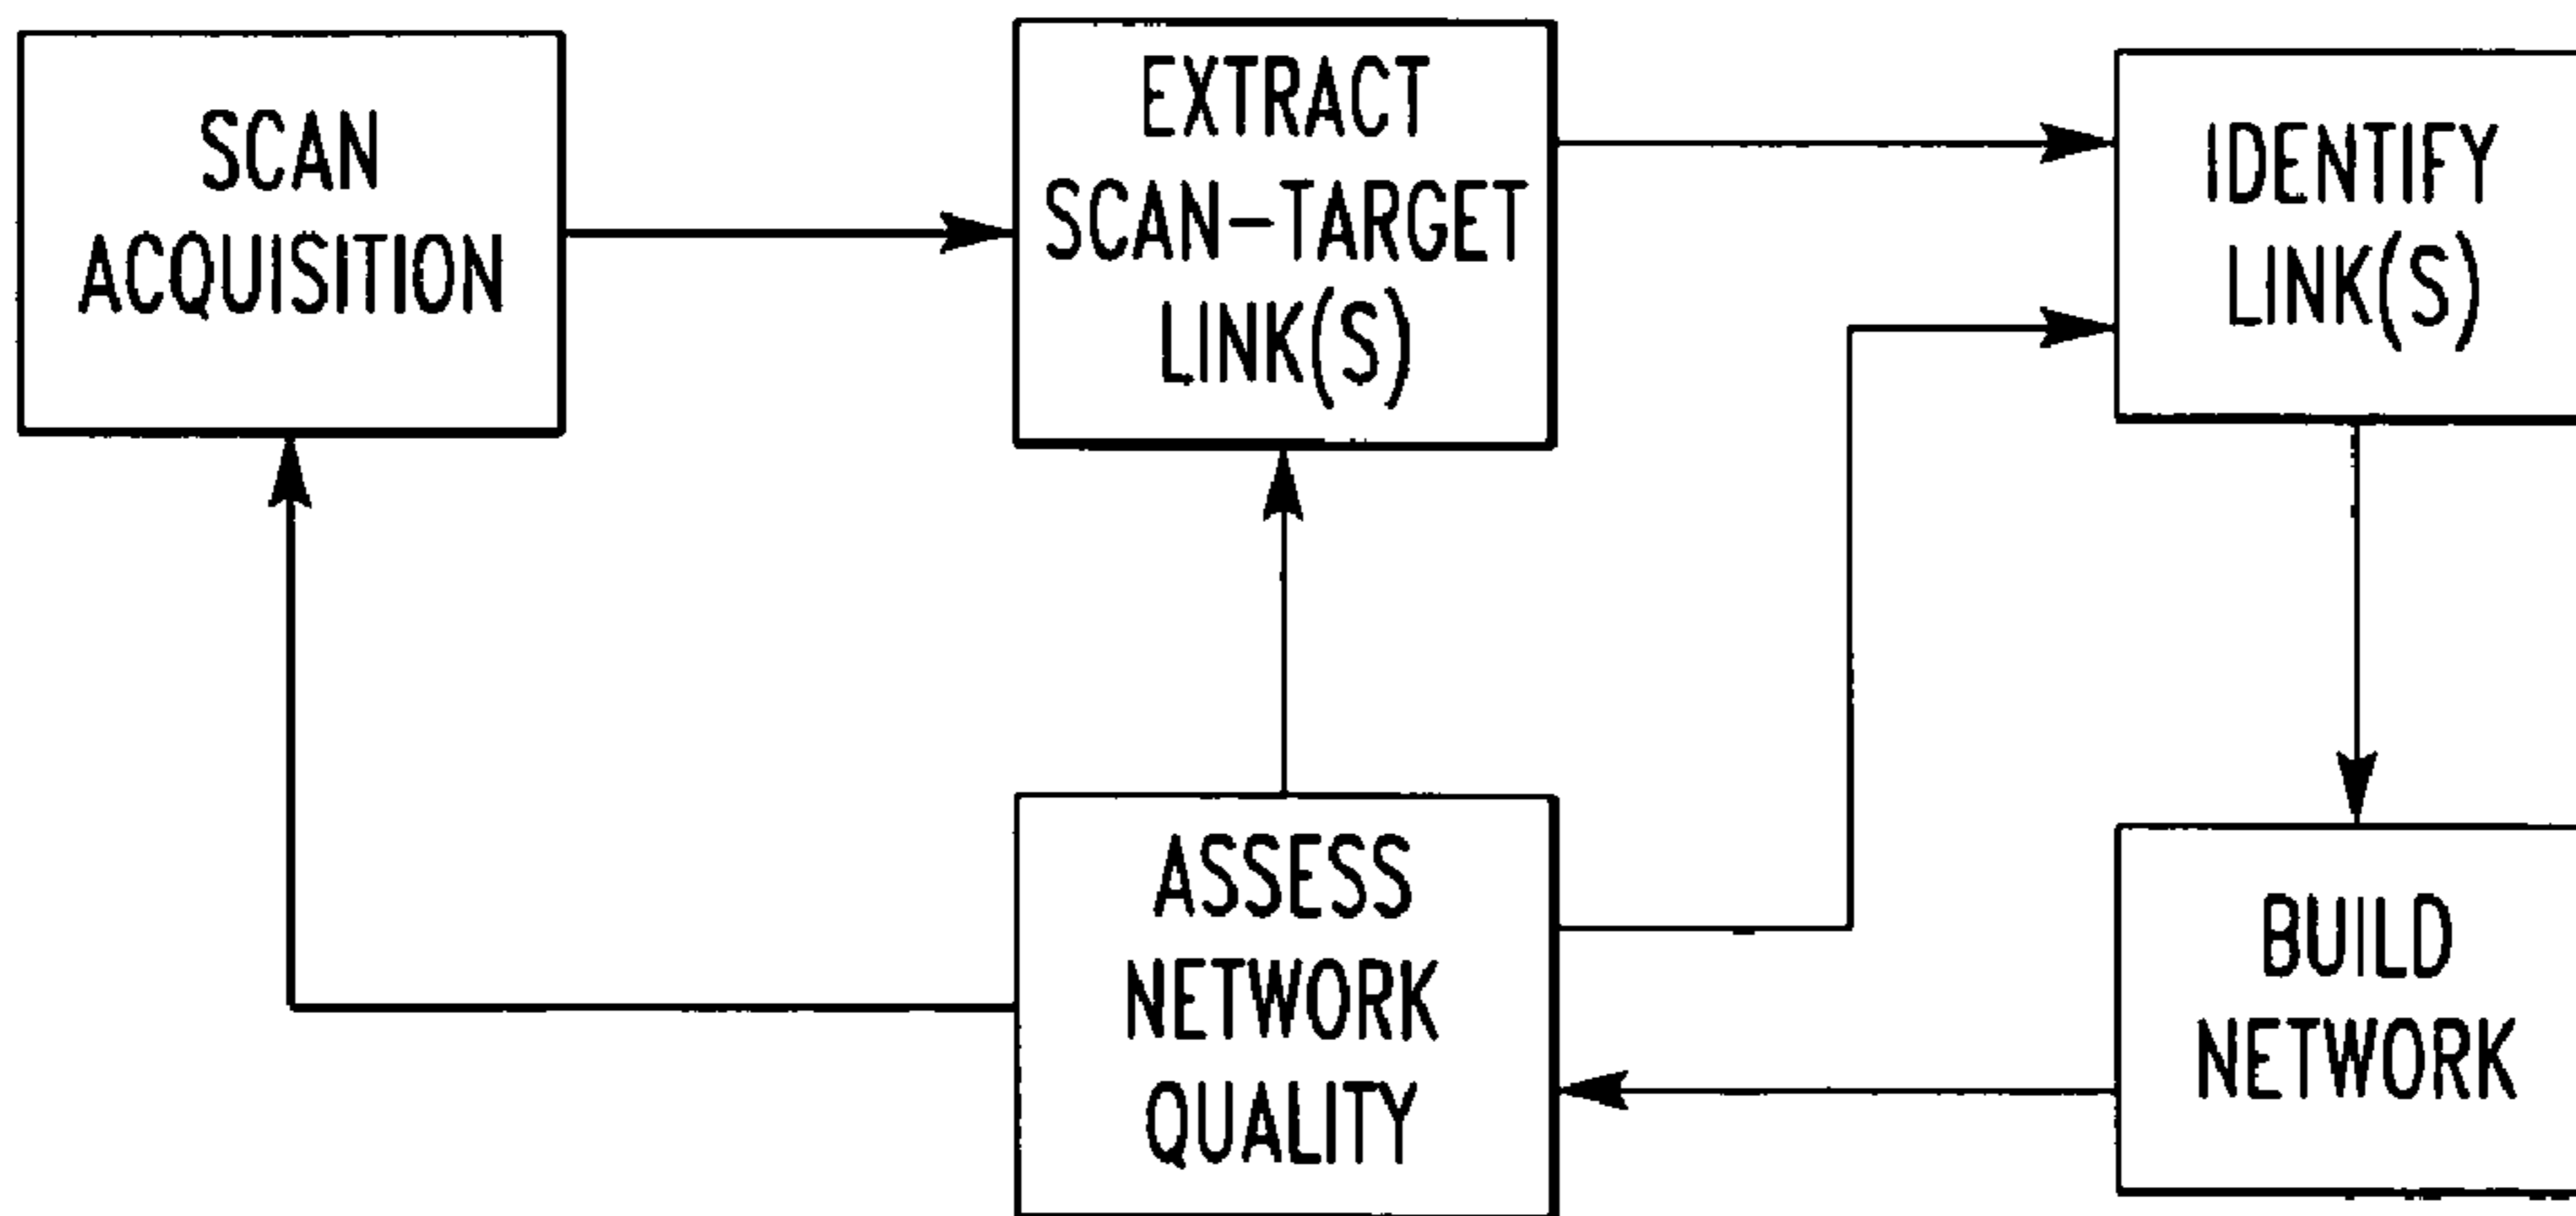 SCAN
ACQUISITION
EXTRACT
SCAN-TARGET
LINK(S)
IDENTIFY
LINK(S)
ASSESS
NETWORK
QUALITY
BUILD
NETWORK